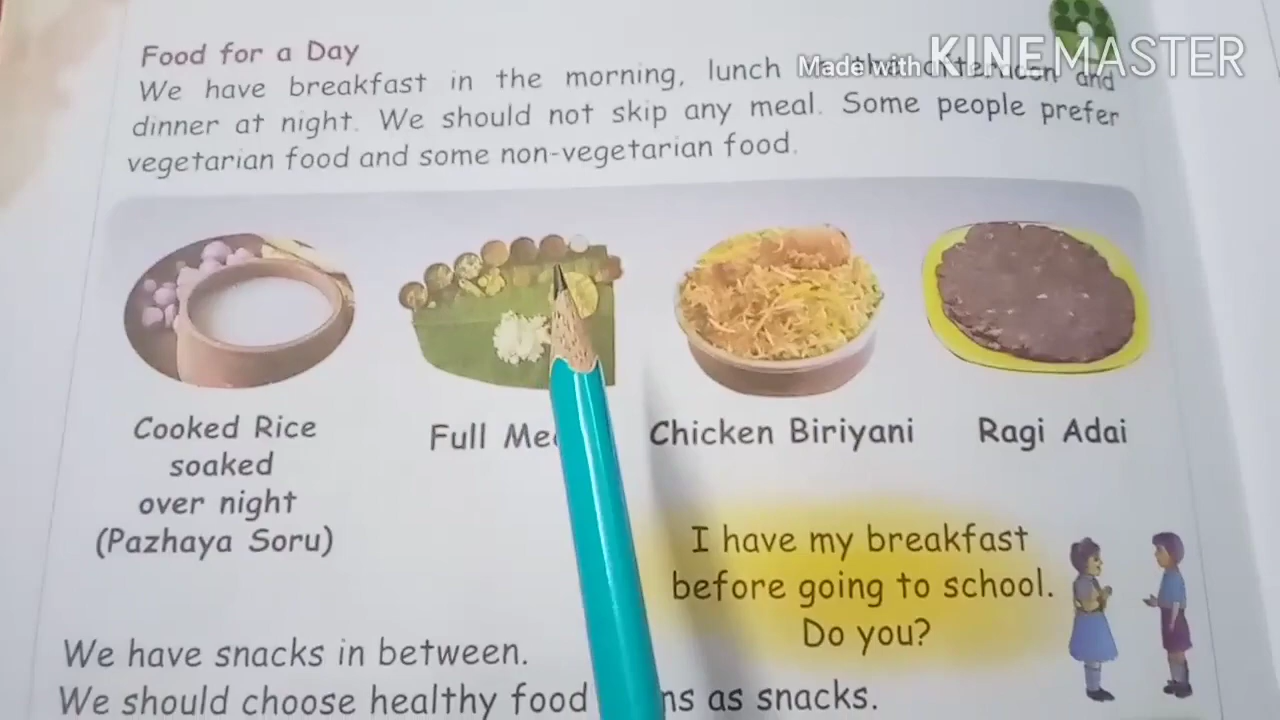 Food for a Day
Made with KINEMASTER
We have breakfast in the morning, lunch afternoon and
dinner at night. We should not skip any meal. Some people prefer
vegetarian food and some non-vegetarian food.
Cooked Rice
soaked
over night
(Pazhaya Soru)
Full
Chicken Biriyani
Ragi Adai
I have my breakfast
before going to school.
Do you?
We have snacks in between.
We should choose healthy food as snacks.